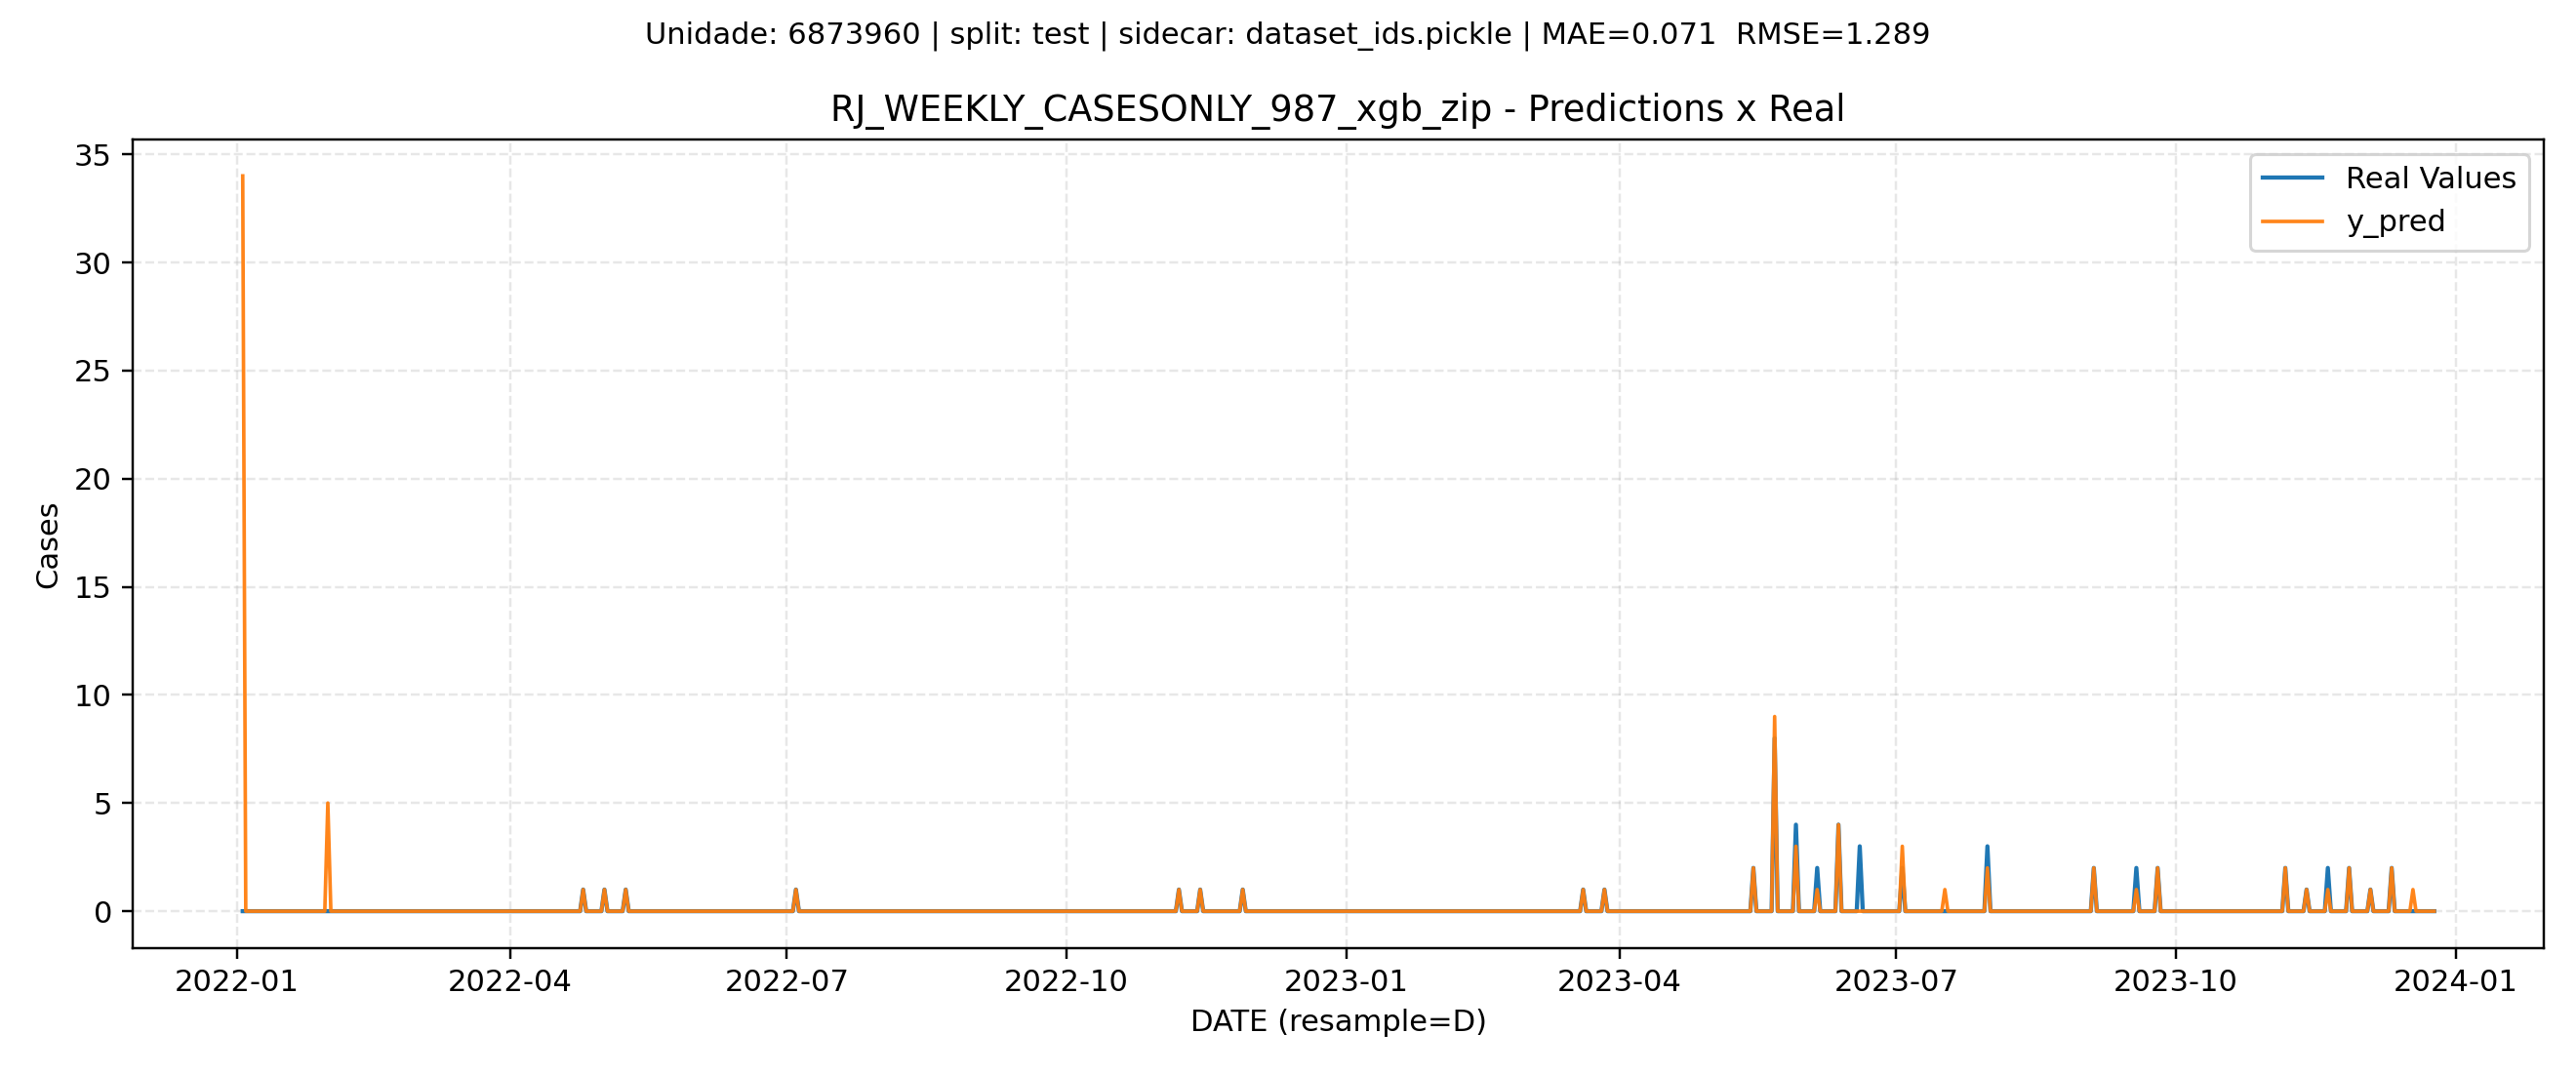 Unidade: 6873960 | split: test | sidecar: dataset_ids.pickle | MAE=0.071  RMSE=1.289
RJ_WEEKLY_CASESONLY_987_xgb_zip - Predictions x Real
35
30
25
20
15
10
5
0
Cases
Real Values
y_pred
2022-01
2022-04
2022-07
2022-10
2023-01
2023-04
2023-07
2023-10
2024-01
DATE (resample=D)